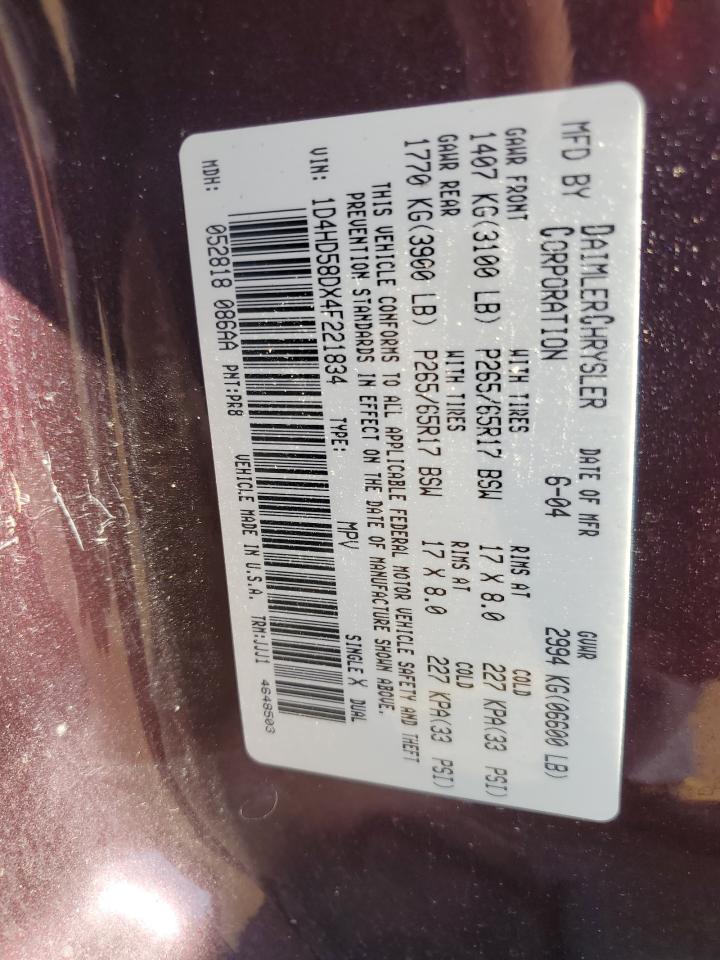 MFD BY DAIMLERCHRYSLER CORPORATION DATE OF MFR 6-04 GVWR 2994 KG(06600 LB)
GAWR FRONT WITH TIRES RIMS AT COLD
1407 KG(3100 LB) P265/65R17 BSW 17 X 8.0 227 KPA(33 PSI)
GAWR REAR WITH TIRES RIMS AT COLD
1770 KG(3900 LB) P265/65R17 BSW 17 X 8.0 227 KPA(33 PSI)
THIS VEHICLE CONFORMS TO ALL APPLICABLE FEDERAL MOTOR VEHICLE SAFETY AND THEFT
PREVENTION STANDARDS IN EFFECT ON THE DATE OF MANUFACTURE SHOWN ABOVE.
VIN: 1D4HD58DX4F221834 TYPE: MPV SINGLE X DUAL
MDH: 052818 086AA PNT:PR8 VEHICLE MADE IN U.S.A. TRM:JJJ1 4648503